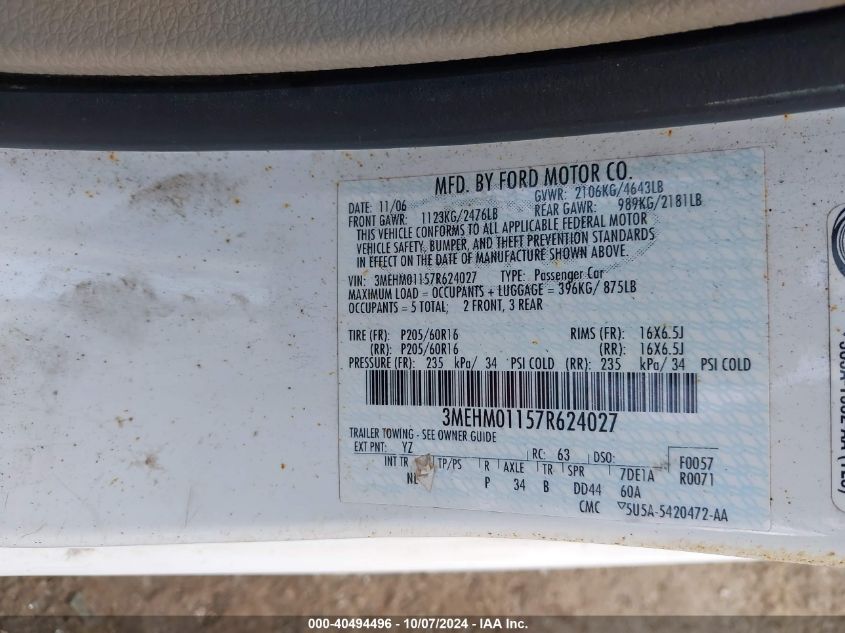 MFD. BY FORD MOTOR CO.
DATE: 11/06 GVWR: 2106KG/4643LB
FRONT GAWR: 1123KG/2476LB REAR GAWR: 989KG/2181LB
THIS VEHICLE CONFORMS TO ALL APPLICABLE FEDERAL MOTOR
VEHICLE SAFETY, BUMPER, AND THEFT PREVENTION STANDARDS
IN EFFECT ON THE DATE OF MANUFACTURE SHOWN ABOVE.
VIN: 3MEHM01157R624027 TYPE: Passenger Car
MAXIMUM LOAD = OCCUPANTS + LUGGAGE = 396KG/ 875LB
OCCUPANTS = 5 TOTAL; 2 FRONT, 3 REAR
TIRE (FR): P205/60R16 RIMS (FR): 16X6.5J
(RR): P205/60R16 (RR): 16X6.5J
PRESSURE (FR): 235 kPa/ 34 PSI COLD (RR): 235 kPa/ 34 PSI COLD
3MEHM01157R624027
TRAILER TOWING - SEE OWNER GUIDE
EXT PNT: YZ RC: 63 DSO: F0057
INT TR TP/PS R AXLE TR SPR 7DE1A R0071
P 34 B DD44 60A
CMC 5U5A-5420472-AA
000-40494496 - 10/07/2024 - IAA Inc.